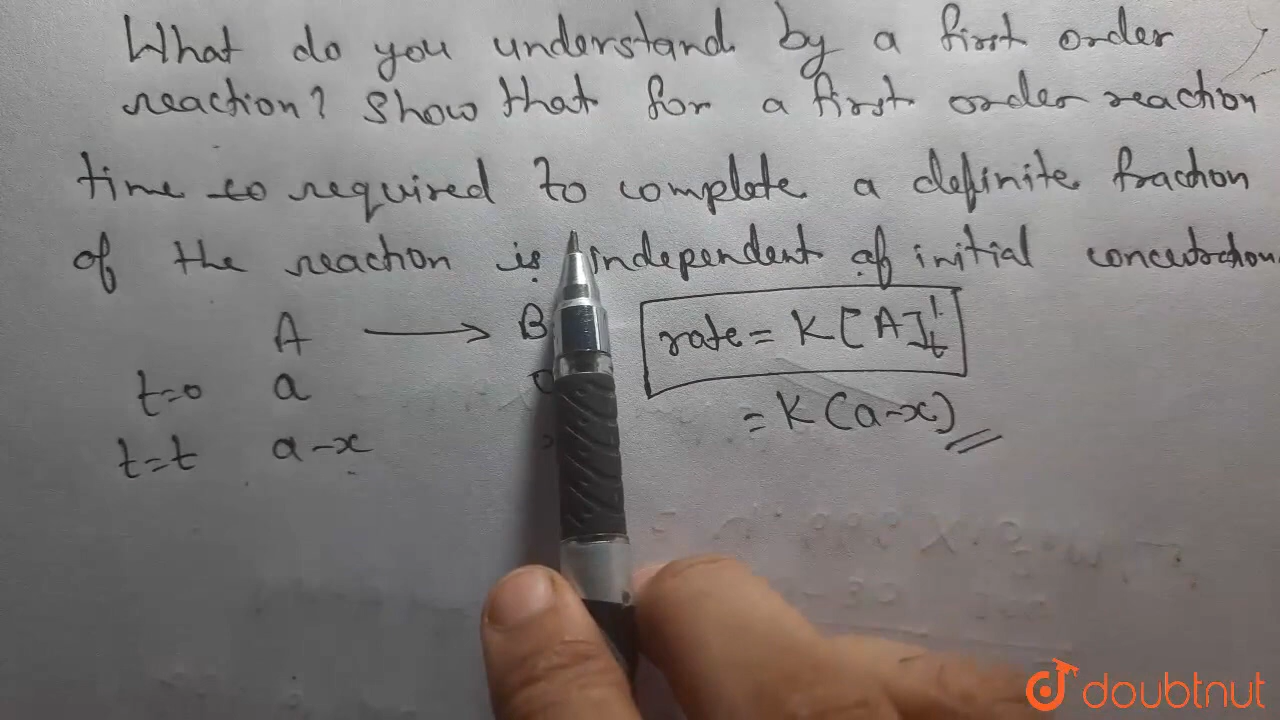 What do you understand by a first order
reaction? Show that for a first order reaction
time to required to complete a definite fraction
of the reaction is independent of initial
A → B rate = K[A]¹t
t=0 a
= K(a-x)
t=t a-x
doubtnut